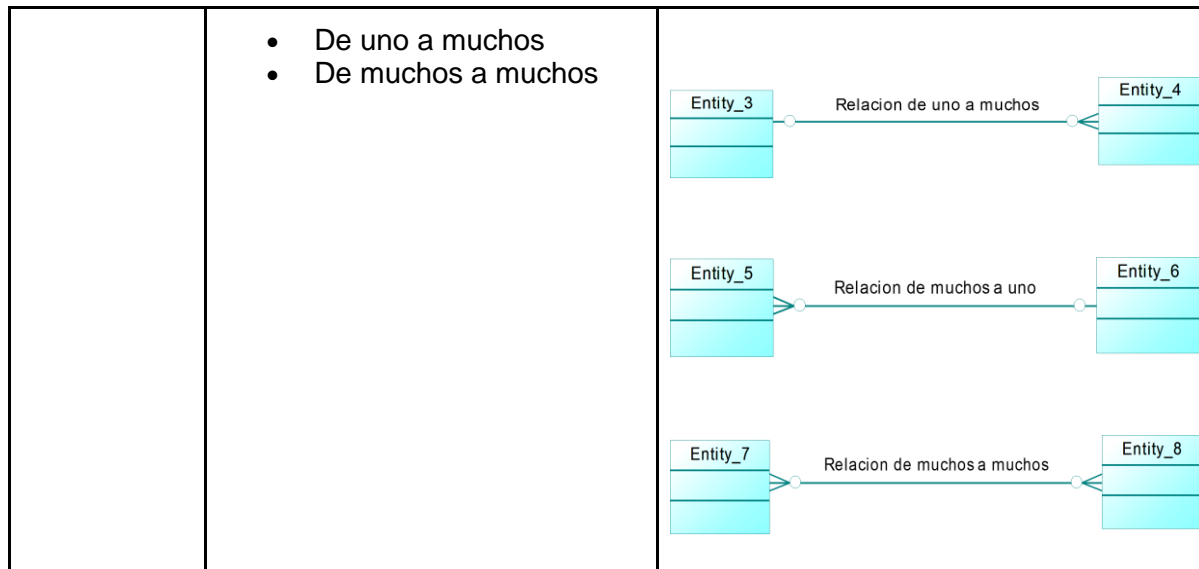 • De uno a muchos
• De muchos a muchos
Entity_3
Relacion de uno a muchos
Entity_4
Entity_5
Relacion de muchos a uno
Entity_6
Entity_7
Relacion de muchos a muchos
Entity_8